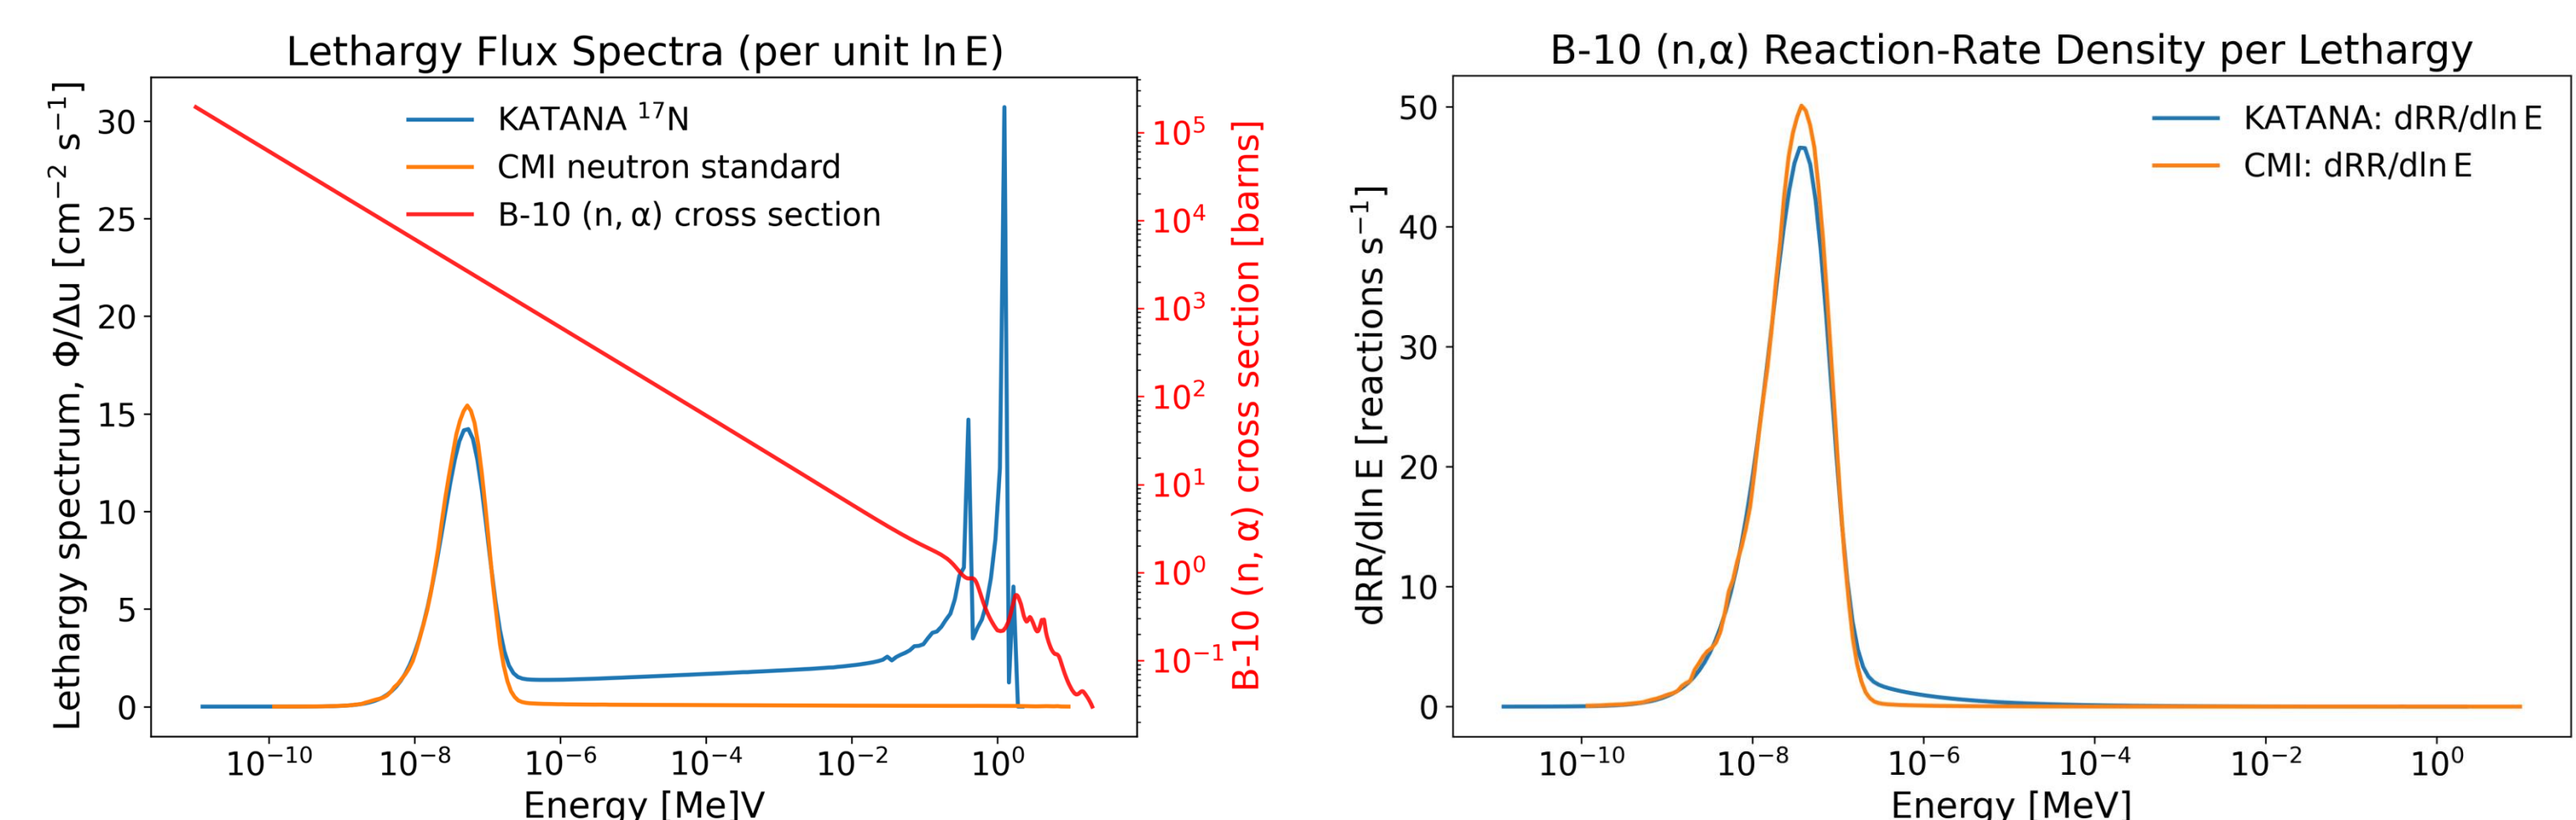 Lethargy Flux Spectra (per unit ln E)
Lethargy spectrum, Φ/Δu [cm⁻² s⁻¹]
30
25
20
15
10
5
0
KATANA ¹⁷N
CMI neutron standard
B-10 (n, α) cross section
10⁵
10⁴
10³
10²
10¹
10⁰
10⁻¹
B-10 (n, α) cross section [barns]
10⁻¹⁰ 10⁻⁸ 10⁻⁶ 10⁻⁴ 10⁻² 10⁰
Energy [Me]V
B-10 (n,α) Reaction-Rate Density per Lethargy
dRR/dln E [reactions s⁻¹]
50
40
30
20
10
0
KATANA: dRR/dln E
CMI: dRR/dln E
10⁻¹⁰ 10⁻⁸ 10⁻⁶ 10⁻⁴ 10⁻² 10⁰
Energy [MeV]